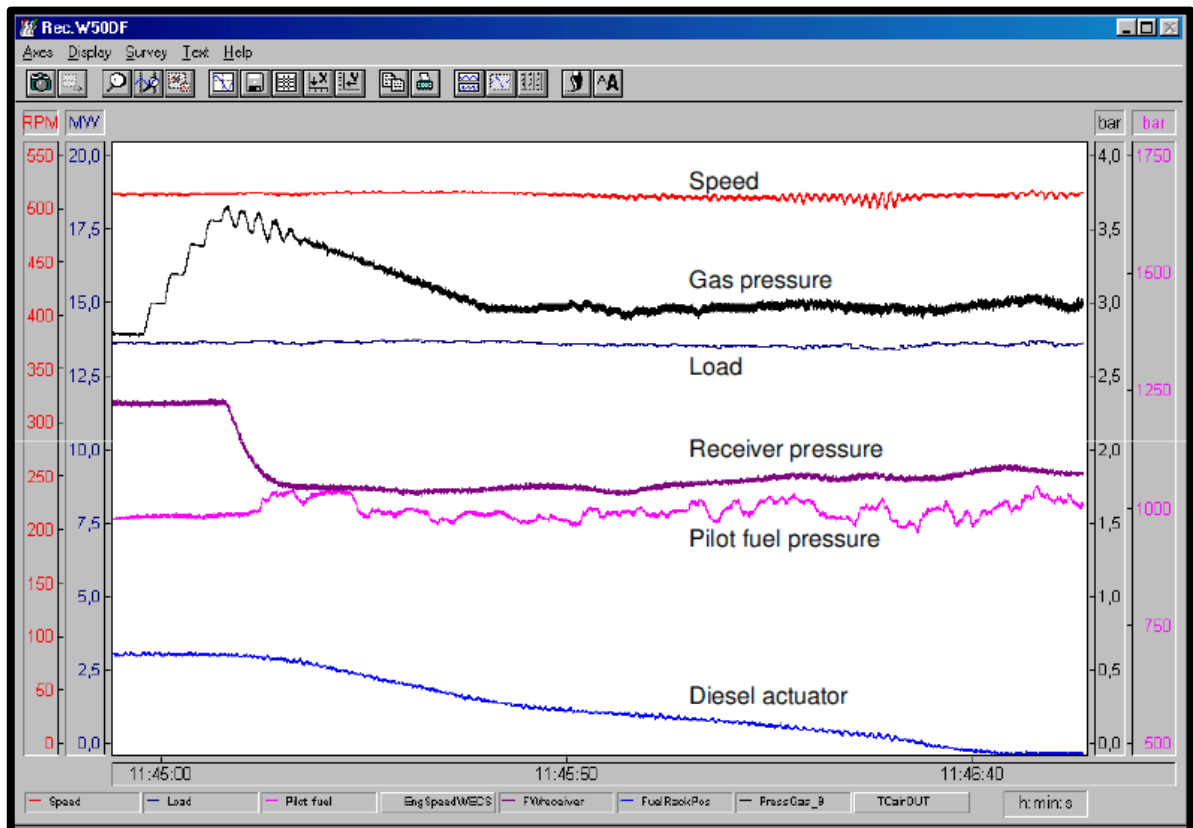 Rec.W50DF
Axes Display Survey Text Help
RPM MW bar bar
550 20,0 4,0 1750
Speed
500
17,5 3,5
Gas pressure
450 1500
15,0 3,0
400
350 Load
12,5 2,5 1250
300
10,0 Receiver pressure 2,0
250
1000
200 7,5 1,5
Pilot fuel pressure
150
5,0 1,0
100 750
2,5 Diesel actuator 0,5
50
0 0,0 0,0 500
11:45:00 11:45:50 11:46:40
Speed Load Pilot fuel EngSpeedWECS FWreceiver FuelRackPos PressGas_9 TCairOUT h:min:s